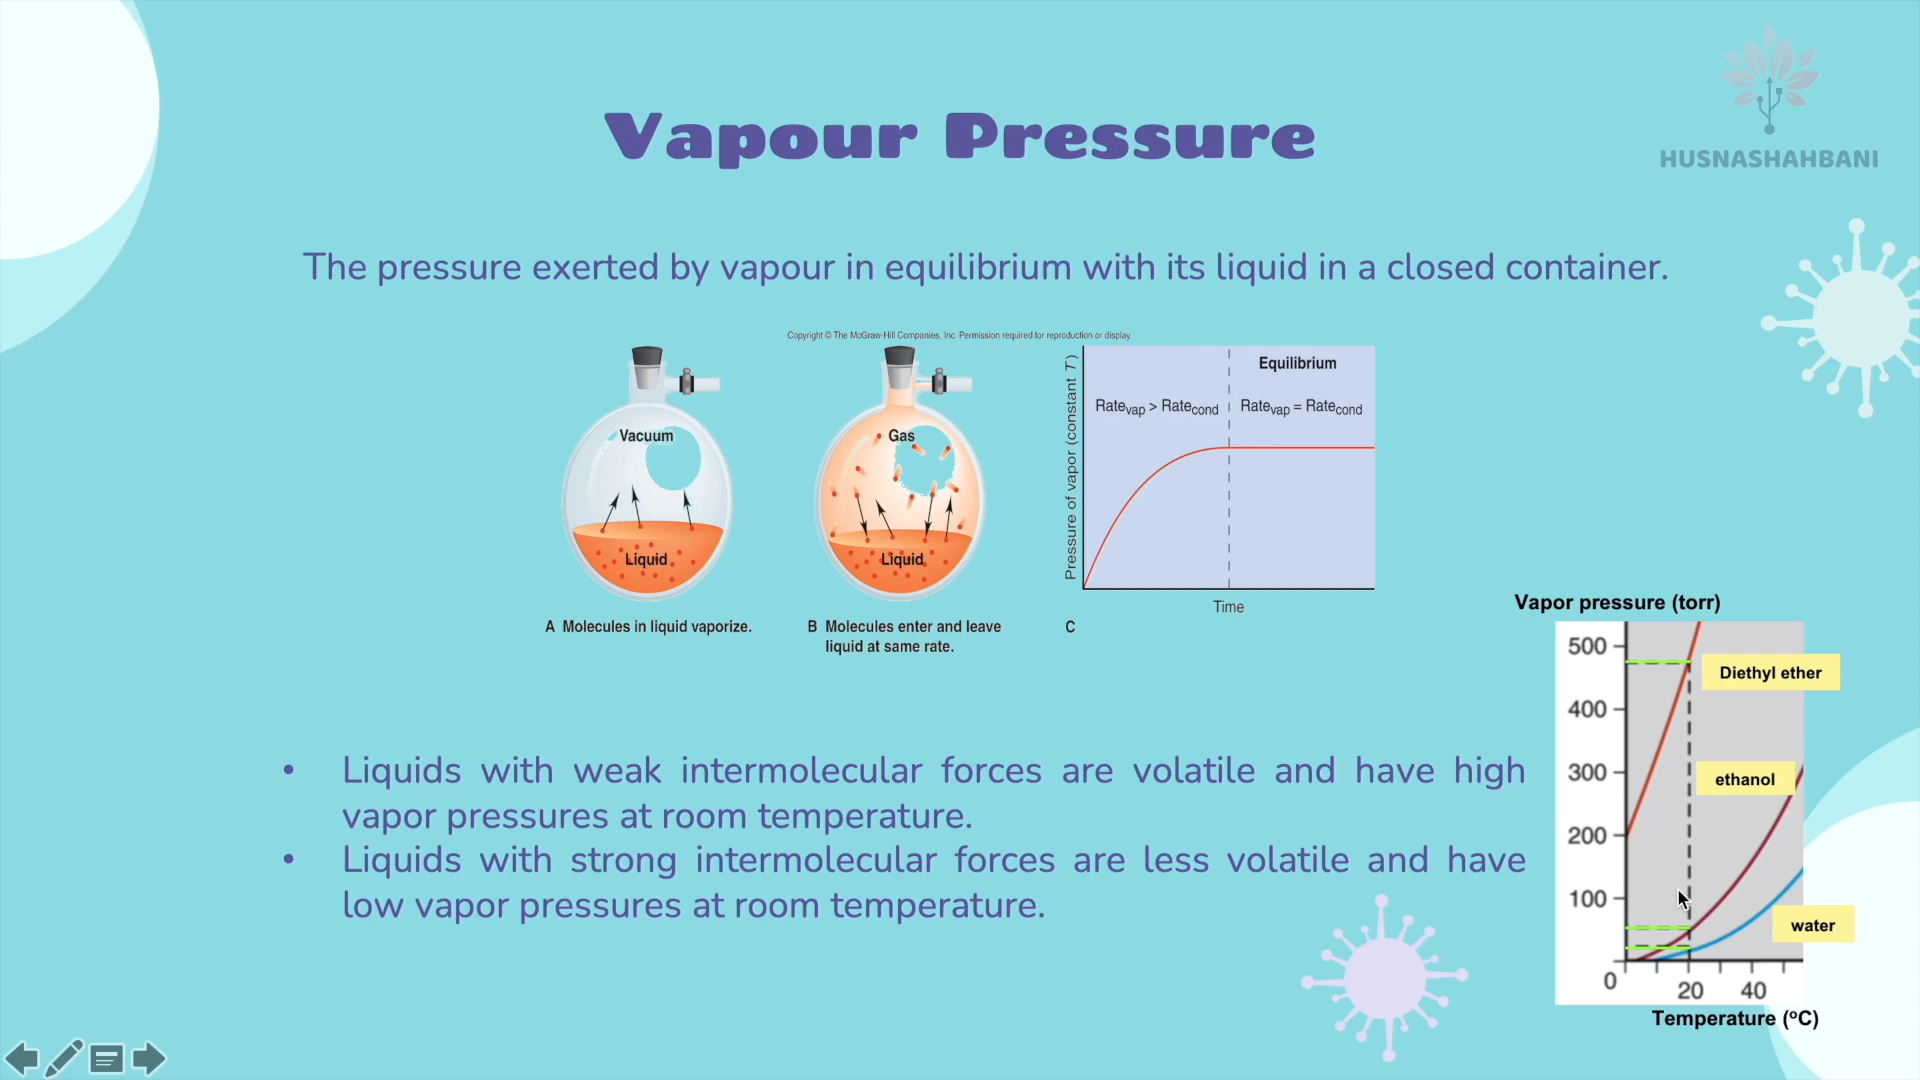 Vapour Pressure
HUSNASHAHBANI
The pressure exerted by vapour in equilibrium with its liquid in a closed container.
Copyright © The McGraw-Hill Companies, Inc. Permission required for reproduction or display.
Vacuum
Liquid
A Molecules in liquid vaporize.
Gas
Liquid
B Molecules enter and leave
liquid at same rate.
Pressure of vapor (constant T)
Equilibrium
Ratevap > Ratecond
Ratevap = Ratecond
Time
C
Vapor pressure (torr)
500
400
300
200
100
0
20
40
Diethyl ether
ethanol
water
Temperature (ºC)
• Liquids with weak intermolecular forces are volatile and have high
vapor pressures at room temperature.
• Liquids with strong intermolecular forces are less volatile and have
low vapor pressures at room temperature.